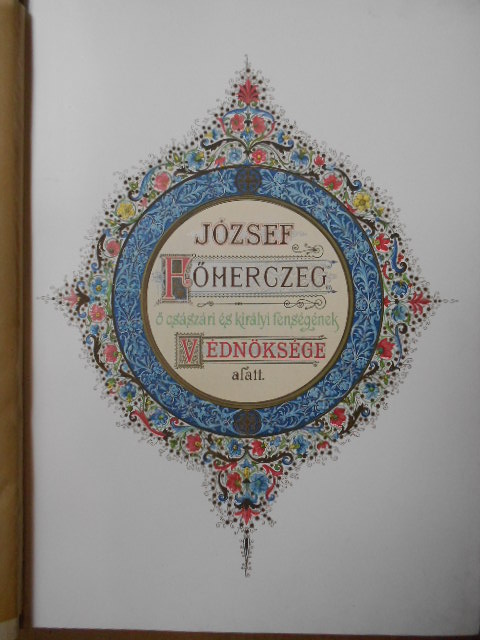 JÓZSEF
FŐHERCZEG
ő császári és királyi fenségének
VÉDNÖKSÉGE
alatt.